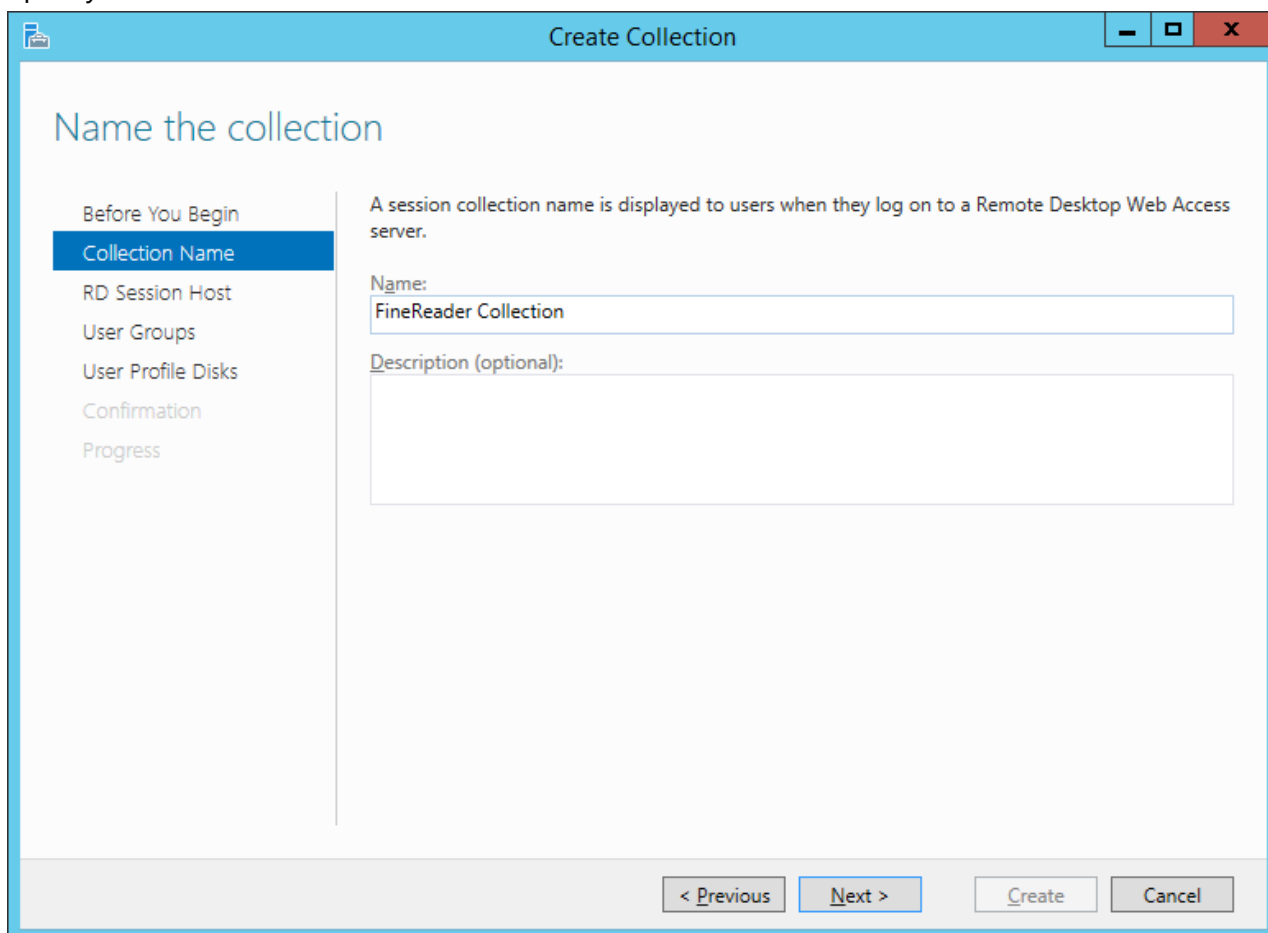 Create Collection
Name the collection
Before You Begin
Collection Name
RD Session Host
User Groups
User Profile Disks
Confirmation
Progress
A session collection name is displayed to users when they log on to a Remote Desktop Web Access
server.
Name:
FineReader Collection
Description (optional):
< Previous
Next >
Create
Cancel